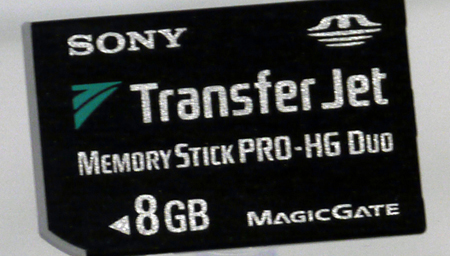 SONY
TransferJet
MEMORY STICK PRO-HG DUO
8GB MAGICGATE